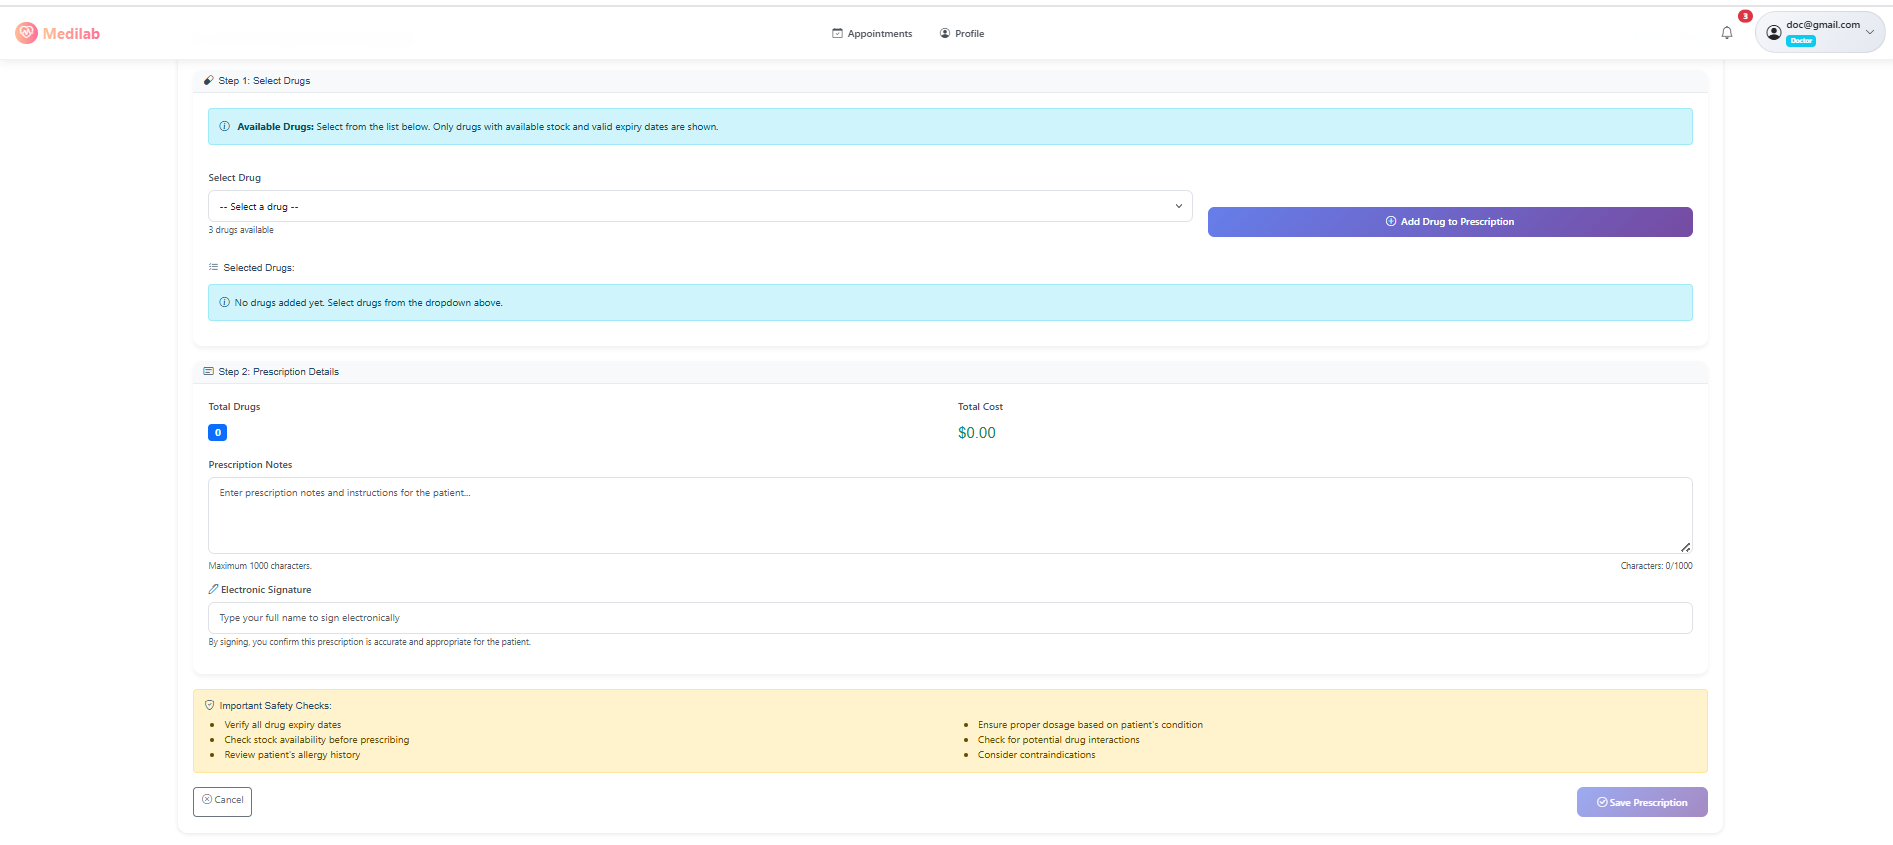 Medilab
Appointments
Profile
3
doc@gmail.com
Doctor
Step 1: Select Drugs
Available Drugs: Select from the list below. Only drugs with available stock and valid expiry dates are shown.
Select Drug
-- Select a drug --
3 drugs available
Add Drug to Prescription
Selected Drugs:
No drugs added yet. Select drugs from the dropdown above.
Step 2: Prescription Details
Total Drugs
Total Cost
0
$0.00
Prescription Notes
Enter prescription notes and instructions for the patient...
Maximum 1000 characters.
Characters: 0/1000
Electronic Signature
Type your full name to sign electronically
By signing, you confirm this prescription is accurate and appropriate for the patient.
Important Safety Checks:
Verify all drug expiry dates
Check stock availability before prescribing
Review patient's allergy history
Ensure proper dosage based on patient's condition
Check for potential drug interactions
Consider contraindications
Cancel
Save Prescription